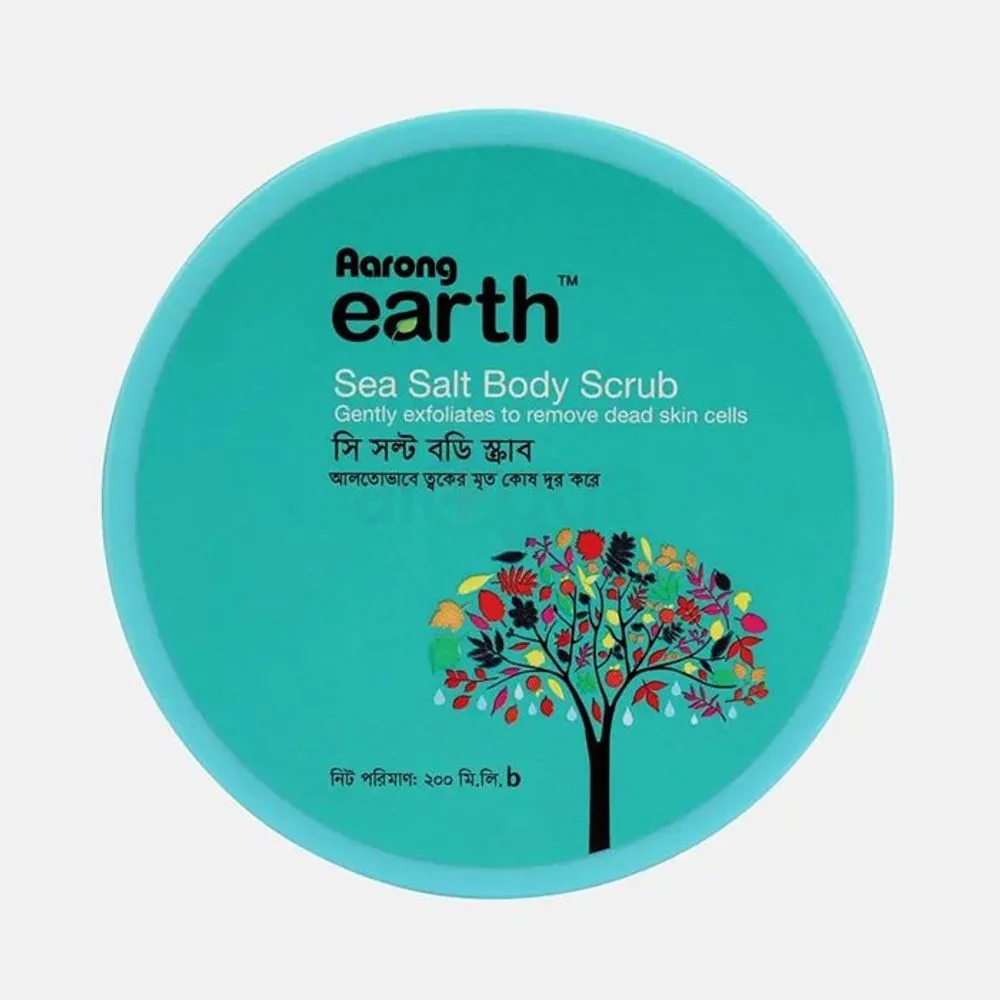 Aarong
earth™
Sea Salt Body Scrub
Gently exfoliates to remove dead skin cells
সি সল্ট বডি স্ক্রাব
আলতোভাবে ত্বকের মৃত কোষ দূর করে
নিট পরিমাণ: ২০০ মি.লি. b